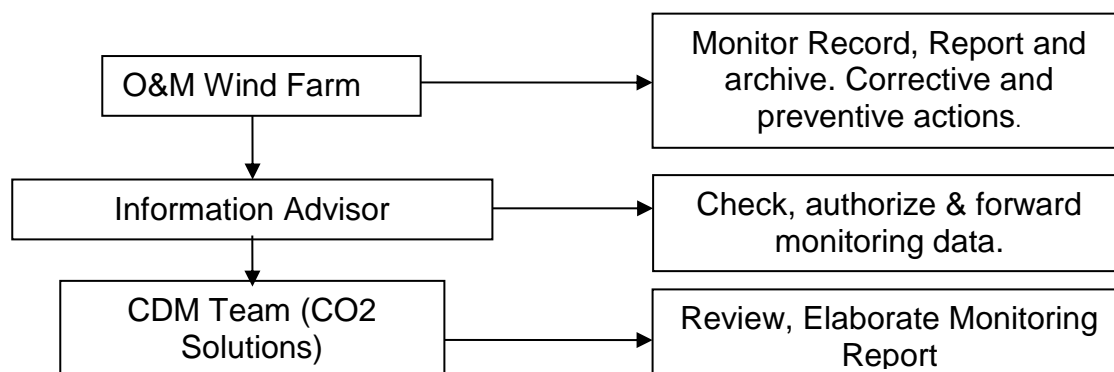 O&M Wind Farm
Monitor Record, Report and
archive. Corrective and
preventive actions.
Information Advisor
Check, authorize & forward
monitoring data.
CDM Team (CO2
Solutions)
Review, Elaborate Monitoring
Report